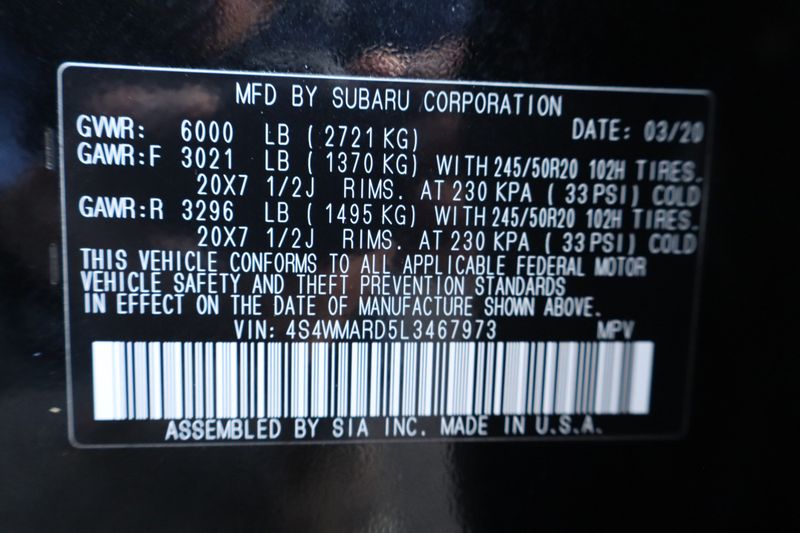 MFD BY SUBARU CORPORATION
GVWR: 6000 LB ( 2721 KG) DATE: 03/20
GAWR:F 3021 LB ( 1370 KG) WITH 245/50R20 102H TIRES.
20X7 1/2J RIMS. AT 230 KPA ( 33 PSI) COLD
GAWR:R 3296 LB ( 1495 KG) WITH 245/50R20 102H TIRES.
20X7 1/2J RIMS. AT 230 KPA ( 33 PSI) COLD
THIS VEHICLE CONFORMS TO ALL APPLICABLE FEDERAL MOTOR
VEHICLE SAFETY AND THEFT PREVENTION STANDARDS
IN EFFECT ON THE DATE OF MANUFACTURE SHOWN ABOVE.
VIN: 4S4WMARD5L3467973 MPV
ASSEMBLED BY SIA INC. MADE IN U.S.A.